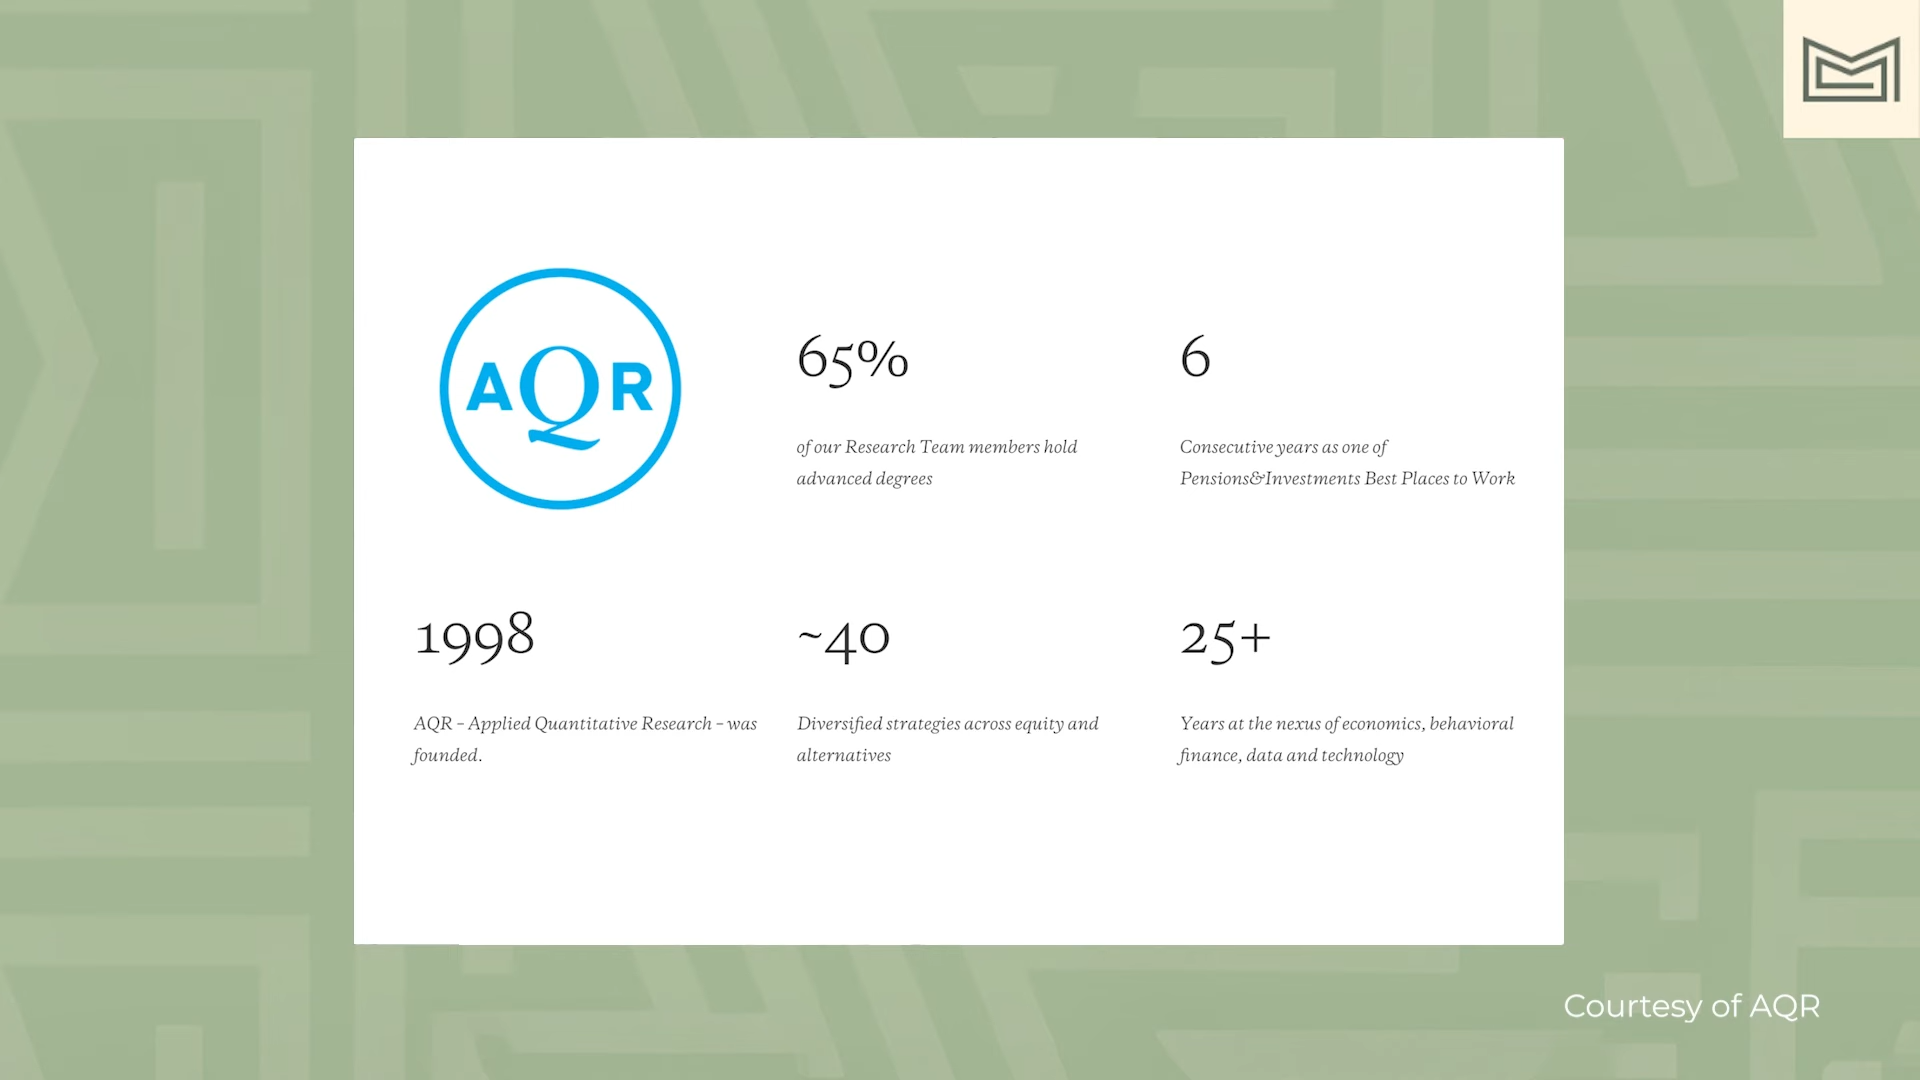 AQR
65%
of our Research Team members hold
advanced degrees
6
Consecutive years as one of
Pensions&Investments Best Places to Work
1998
AQR – Applied Quantitative Research – was
founded.
~40
Diversified strategies across equity and
alternatives
25+
Years at the nexus of economics, behavioral
finance, data and technology
Courtesy of AQR